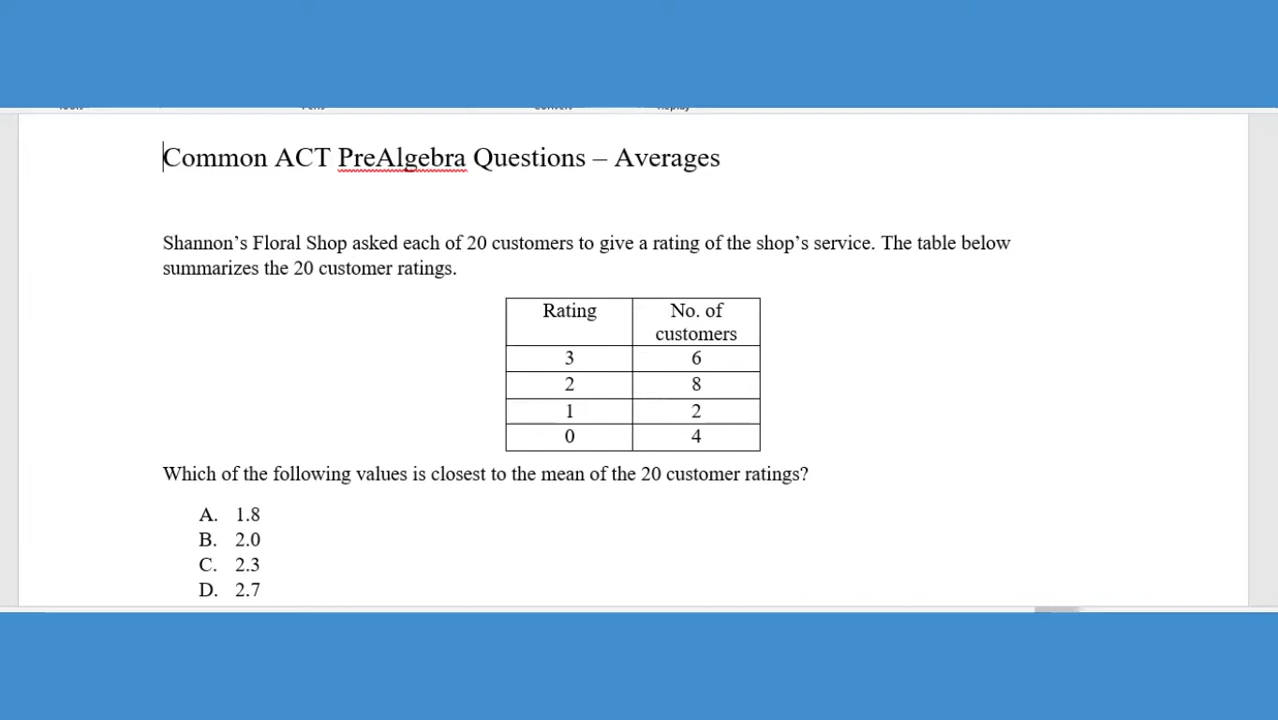 Common ACT PreAlgebra Questions – Averages
Shannon’s Floral Shop asked each of 20 customers to give a rating of the shop’s service. The table below
summarizes the 20 customer ratings.
Rating No. of
customers
3 6
2 8
1 2
0 4
Which of the following values is closest to the mean of the 20 customer ratings?
A. 1.8
B. 2.0
C. 2.3
D. 2.7